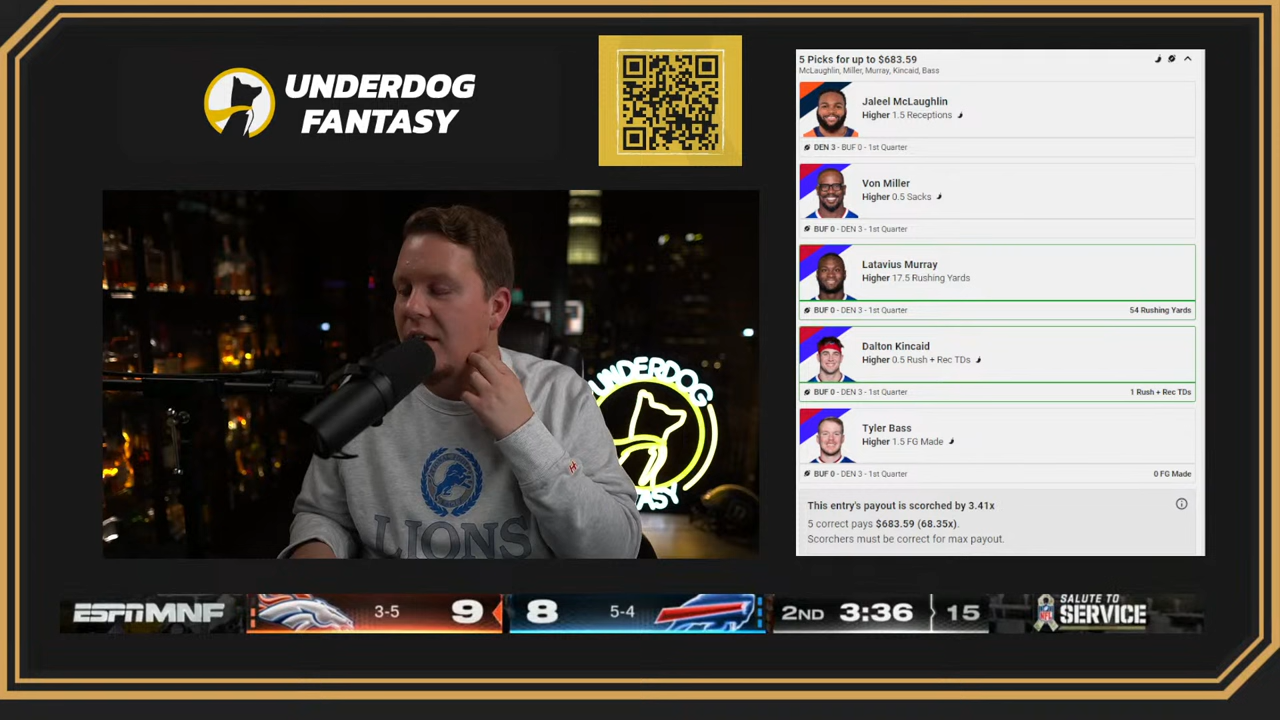 UNDERDOG
FANTASY
5 Picks for up to $683.59
McLaughlin, Miller, Murray, Kincaid, Bass
Jaleel McLaughlin
Higher 1.5 Receptions
DEN 3 - BUF 0 - 1st Quarter
Von Miller
Higher 0.5 Sacks
BUF 0 - DEN 3 - 1st Quarter
Latavius Murray
Higher 17.5 Rushing Yards
BUF 0 - DEN 3 - 1st Quarter 54 Rushing Yards
Dalton Kincaid
Higher 0.5 Rush + Rec TDs
BUF 0 - DEN 3 - 1st Quarter 1 Rush + Rec TDs
Tyler Bass
Higher 1.5 FG Made
BUF 0 - DEN 3 - 1st Quarter 0 FG Made
This entry's payout is scorched by 3.41x
5 correct pays $683.59 (68.35x).
Scorchers must be correct for max payout.
UNDERDOG
ASY
LIONS
ESPN MNF 3-5 9 8 5-4 2ND 3:36 15 NFL SALUTE TO
SERVICE